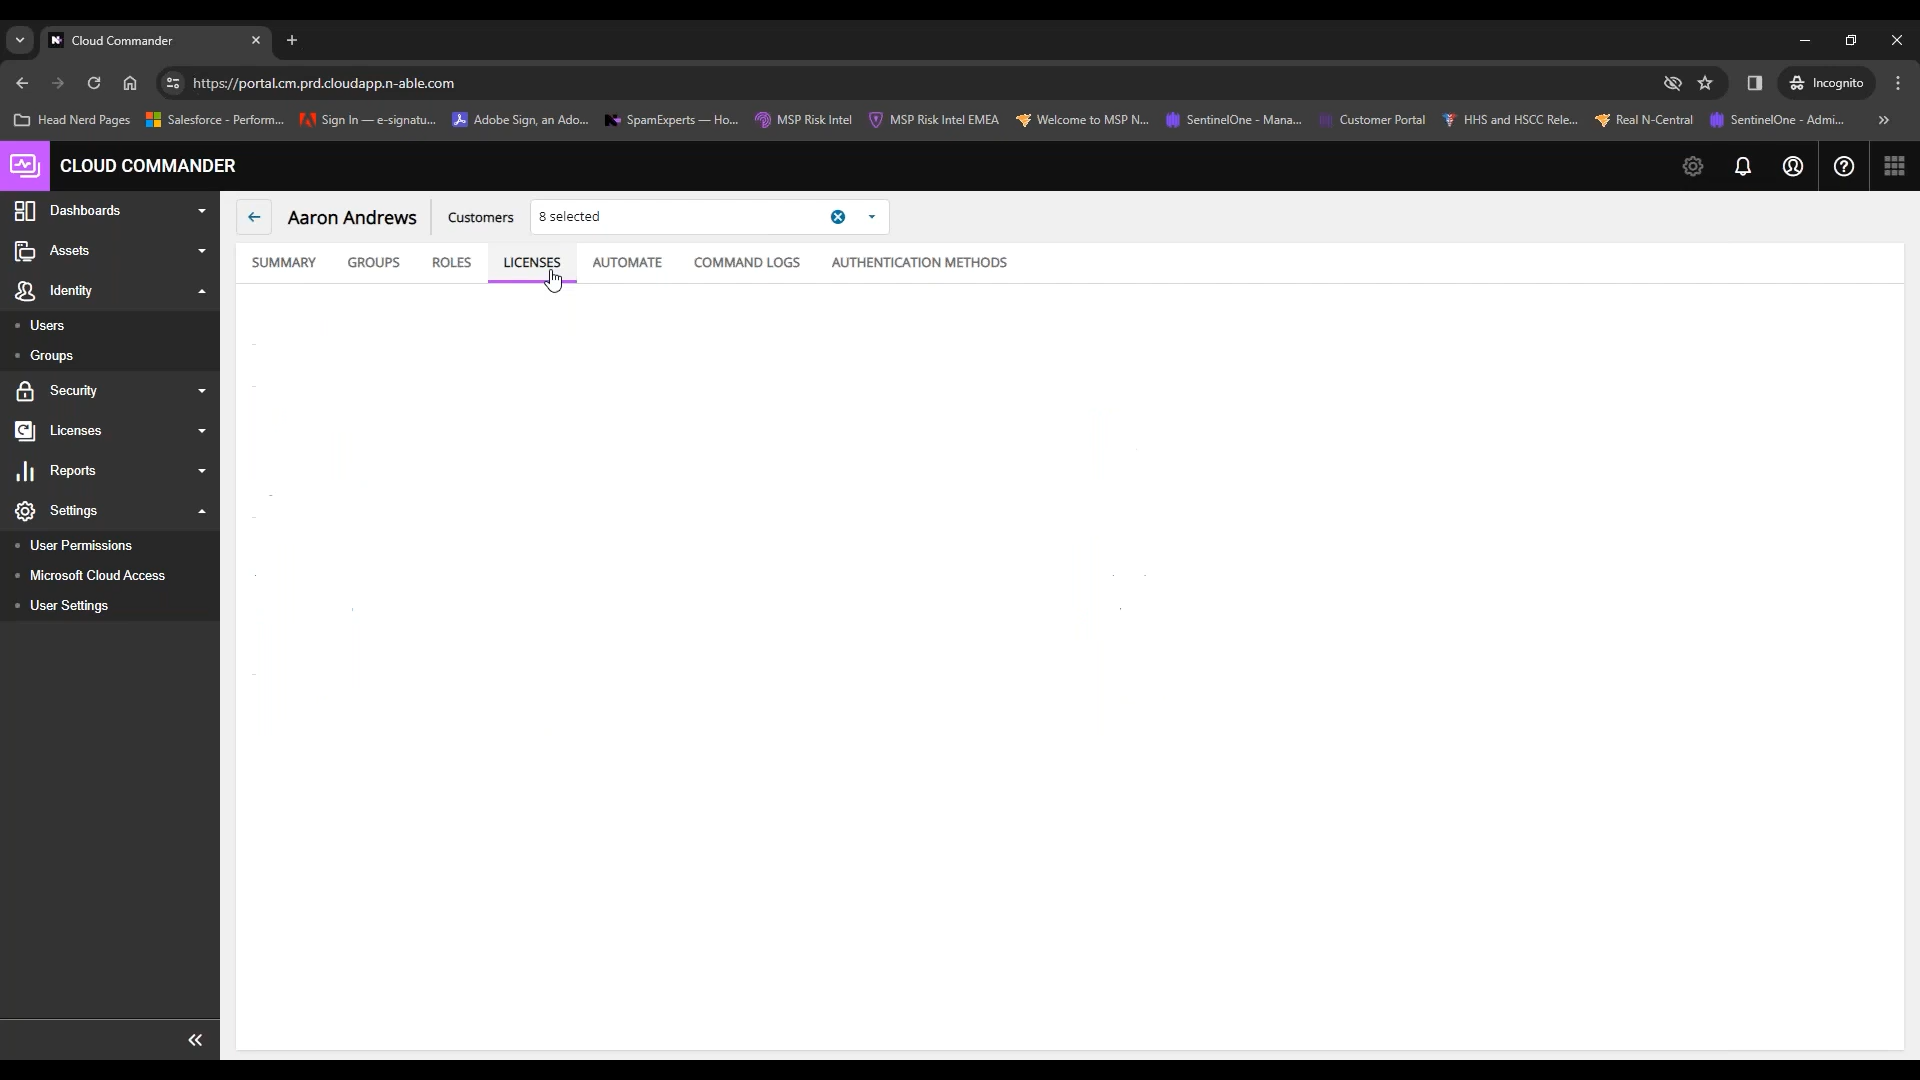 Cloud Commander
https://portal.cm.prd.cloudapp.n-able.com
Incognito
Head Nerd Pages
Salesforce - Perform...
Sign In — e-signatu...
Adobe Sign, an Ado...
SpamExperts — Ho...
MSP Risk Intel
MSP Risk Intel EMEA
Welcome to MSP N...
SentinelOne - Mana...
Customer Portal
HHS and HSCC Rele...
Real N-Central
SentinelOne - Admi...
CLOUD COMMANDER
Dashboards
Assets
Identity
Users
Groups
Security
Licenses
Reports
Settings
User Permissions
Microsoft Cloud Access
User Settings
Aaron Andrews
Customers
8 selected
SUMMARY
GROUPS
ROLES
LICENSES
AUTOMATE
COMMAND LOGS
AUTHENTICATION METHODS